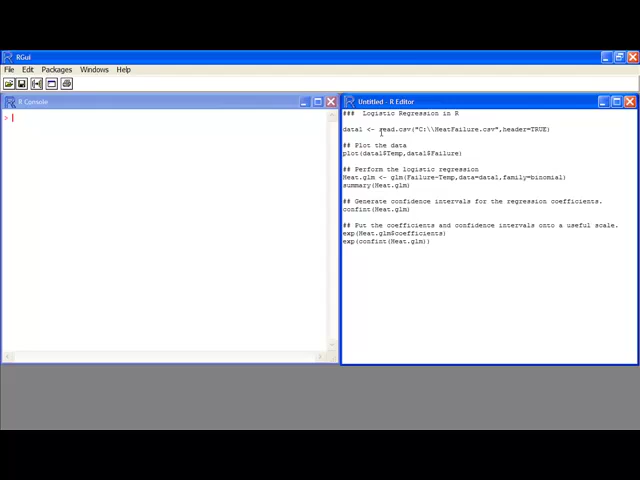 RGui
File Edit Packages Windows Help
R Console
>
Untitled - R Editor
### Logistic Regression in R
data1 <- read.csv("C:\\HeatFailure.csv",header=TRUE)
## Plot the data
plot(data1$Temp,data1$Failure)
## Perform the logistic regression
Heat.glm <- glm(Failure~Temp,data=data1,family=binomial)
summary(Heat.glm)
## Generate confidence intervals for the regression coefficients.
confint(Heat.glm)
## Put the coefficients and confidence intervals onto a useful scale.
exp(Heat.glm$coefficients)
exp(confint(Heat.glm))